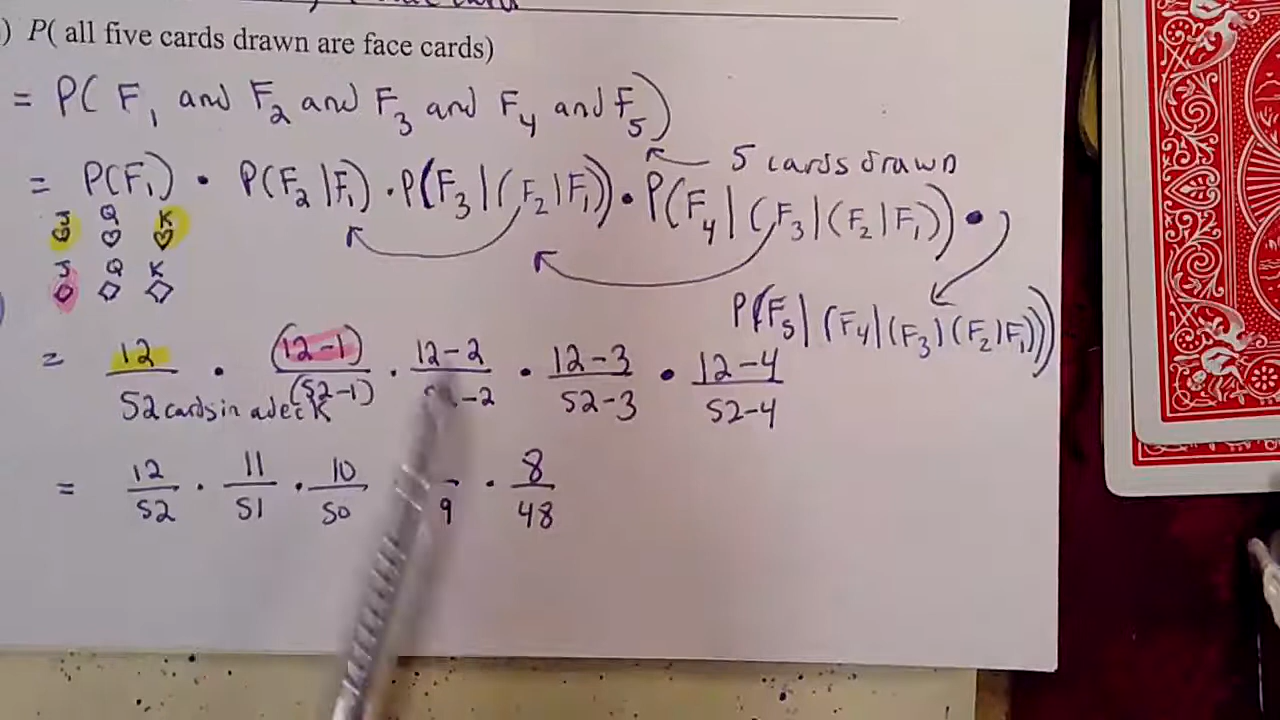 ) P( all five cards drawn are face cards)
= P( F₁ and F₂ and F₃ and F₄ and F₅)
5 cards drawn
= P(F₁) · P(F₂|F₁) · P(F₃|(F₂|F₁)) · P(F₄|(F₃|(F₂|F₁)) ·
J Q K
J Q K
P(F₅|(F₄|(F₃)(F₂|F₁)))
= 12/52 cards in a deck · (12-1)/(52-1) · 12-2/-2 · 12-3/52-3 · 12-4/52-4
= 12/52 · 11/51 · 10/50 · /9 · 8/48